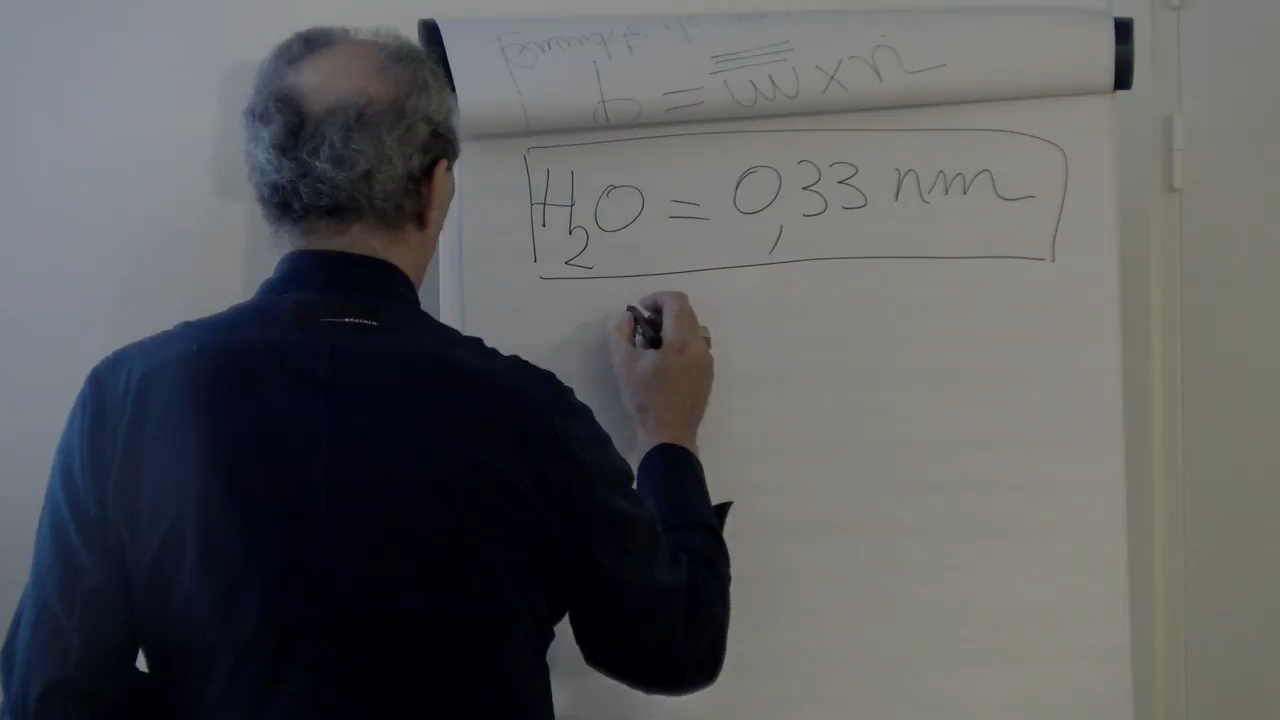 p = m x n
H₂O = 0,33 nm